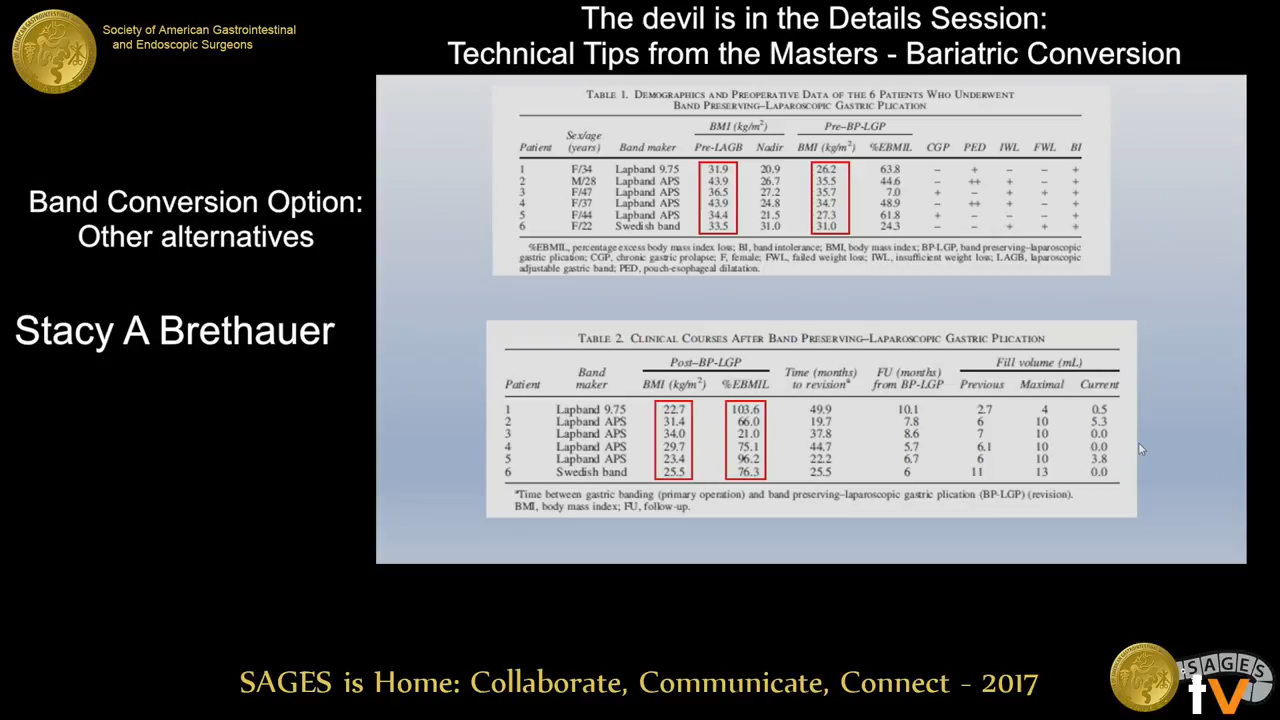 Society of American Gastrointestinal
and Endoscopic Surgeons
The devil is in the Details Session:
Technical Tips from the Masters - Bariatric Conversion
Band Conversion Option:
Other alternatives
Stacy A Brethauer
TABLE 1. DEMOGRAPHICS AND PREOPERATIVE DATA OF THE 6 PATIENTS WHO UNDERWENT
BAND PRESERVING–LAPAROSCOPIC GASTRIC PLICATION
BMI (kg/m²) Pre–BP-LGP
Patient Sex/age (years) Band maker Pre-LAGB Nadir BMI (kg/m²) %EBMIL CGP PED IWL FWL BI
1 F/34 Lapband 9.75 31.9 20.9 26.2 63.8 – + – – +
2 M/28 Lapband APS 43.9 26.7 35.5 44.6 – ++ + – +
3 F/47 Lapband APS 36.5 27.2 35.7 7.0 + – + – +
4 F/37 Lapband APS 43.9 24.8 34.7 48.9 – ++ + – +
5 F/44 Lapband APS 34.4 21.5 27.3 61.8 + – – – +
6 F/22 Swedish band 33.5 31.0 31.0 24.3 – – + + +
%EBMIL, percentage excess body mass index loss; BI, band intolerance; BMI, body mass index; BP-LGP, band preserving–laparoscopic
gastric plication; CGP, chronic gastric prolapse; F, female; FWL, failed weight loss; IWL, insufficient weight loss; LAGB, laparoscopic
adjustable gastric band; PED, pouch-esophageal dilatation.
TABLE 2. CLINICAL COURSES AFTER BAND PRESERVING–LAPAROSCOPIC GASTRIC PLICATION
Post–BP-LGP Fill volume (mL)
Patient Band maker BMI (kg/m²) %EBMIL Time (months) to revisionᵃ FU (months) from BP-LGP Previous Maximal Current
1 Lapband 9.75 22.7 103.6 49.9 10.1 2.7 4 0.5
2 Lapband APS 31.4 66.0 19.7 7.8 6 10 5.3
3 Lapband APS 34.0 21.0 37.8 8.6 7 10 0.0
4 Lapband APS 29.7 75.1 44.7 5.7 6.1 10 0.0
5 Lapband APS 23.4 96.2 22.2 6.7 6 10 3.8
6 Swedish band 25.5 76.3 25.5 6 11 13 0.0
ᵃTime between gastric banding (primary operation) and band preserving–laparoscopic gastric plication (BP-LGP) (revision).
BMI, body mass index; FU, follow-up.
SAGES is Home: Collaborate, Communicate, Connect - 2017
SAGES
tv